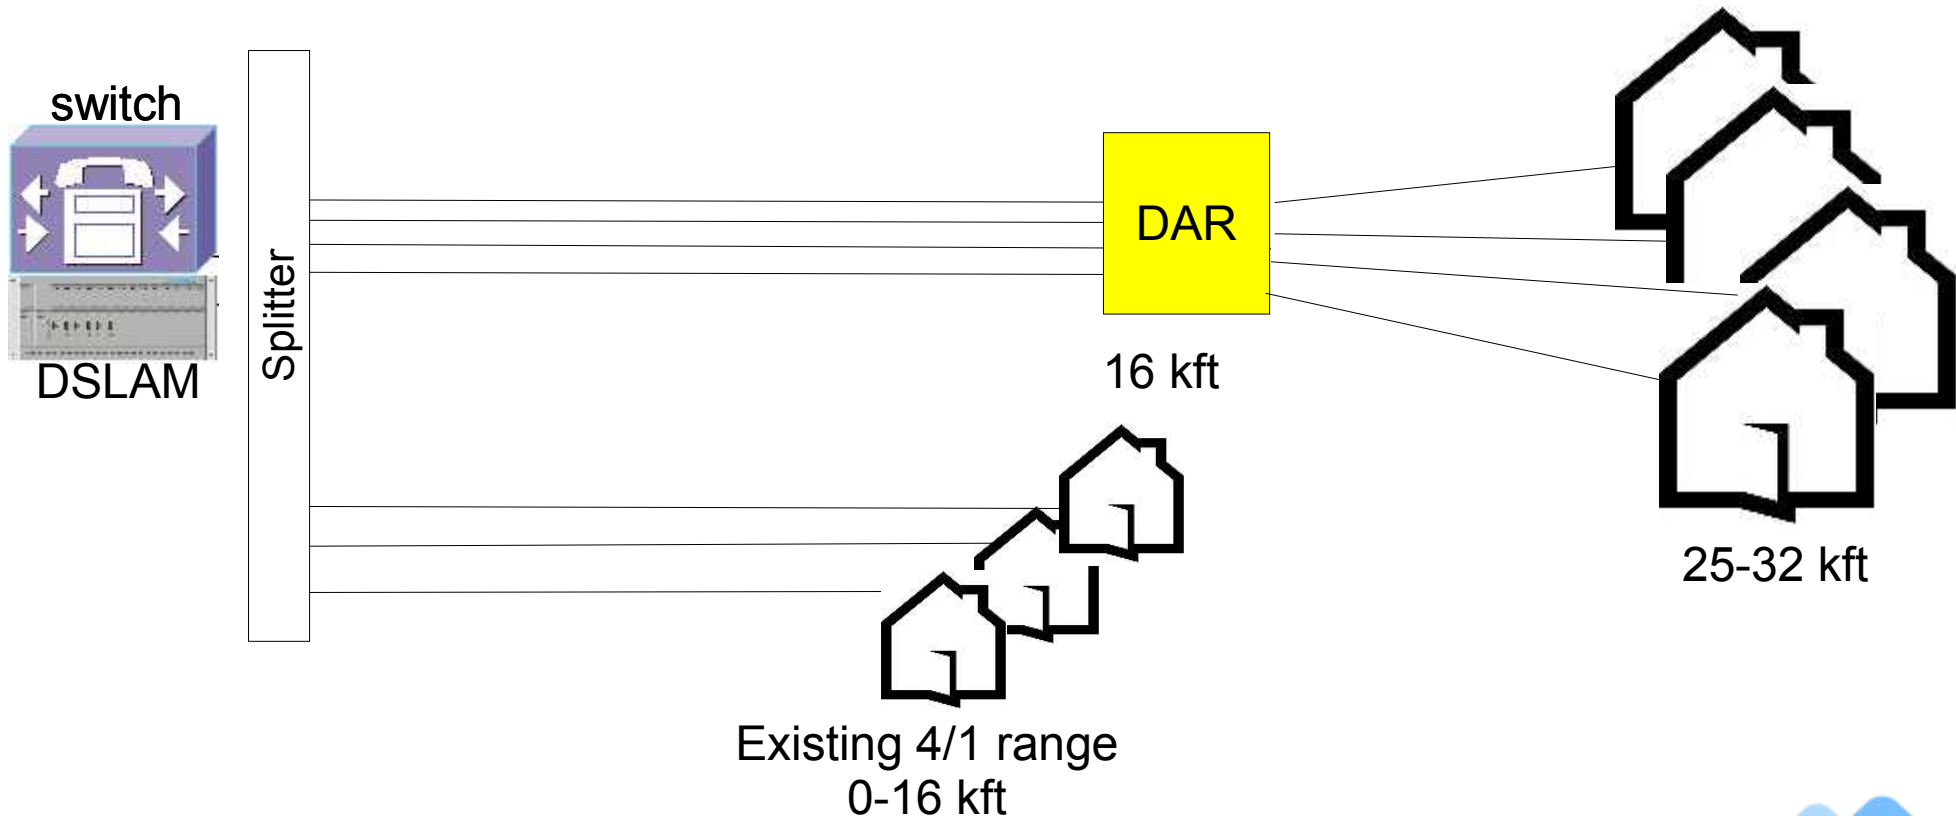 switch
DSLAM
Splitter
DAR
16 kft
25-32 kft
Existing 4/1 range
0-16 kft